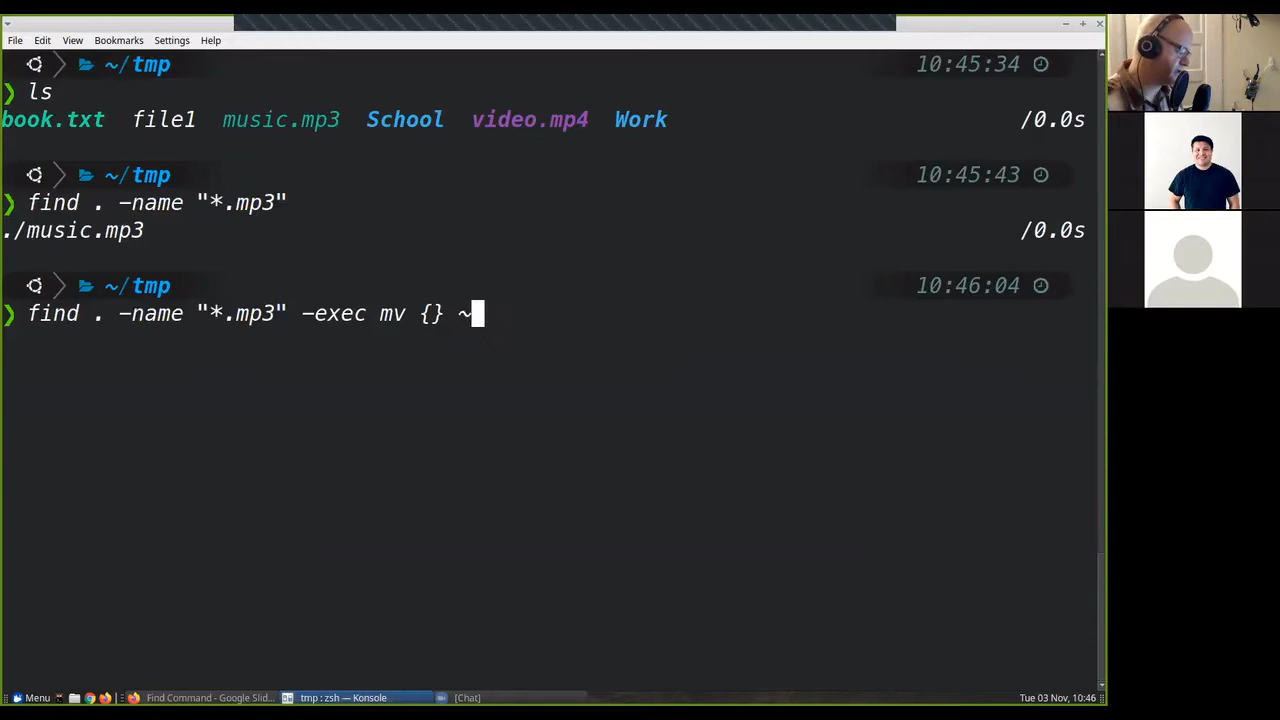 File Edit View Bookmarks Settings Help
~/tmp 10:45:34
❯ ls
book.txt file1 music.mp3 School video.mp4 Work /0.0s
~/tmp 10:45:43
❯ find . -name "*.mp3"
./music.mp3 /0.0s
~/tmp 10:46:04
❯ find . -name "*.mp3" -exec mv {} ~
Menu Find Command - Google Slid... tmp : zsh — Konsole [Chat] Tue 03 Nov, 10:46